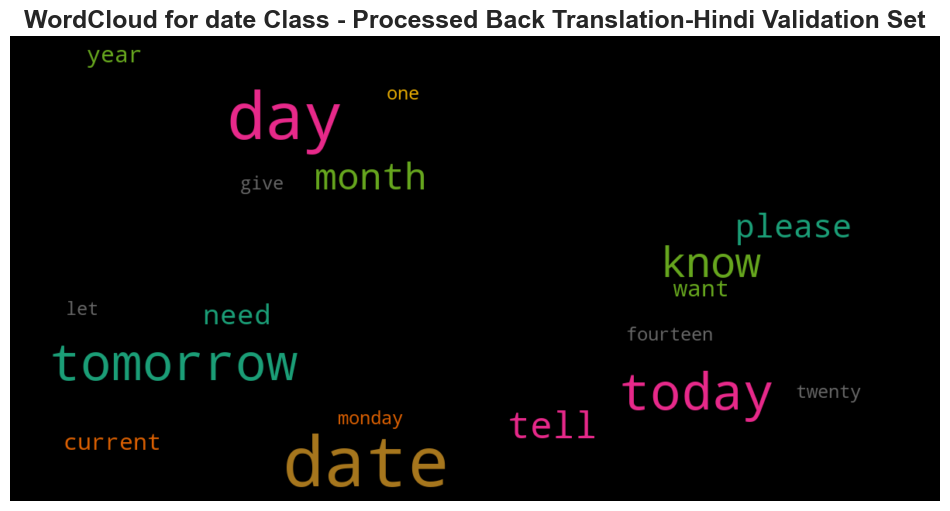 WordCloud for date Class - Processed Back Translation-Hindi Validation Set
year
one
day
month
give
please
know
want
let
need
fourteen
tomorrow
today
twenty
monday
tell
current
date